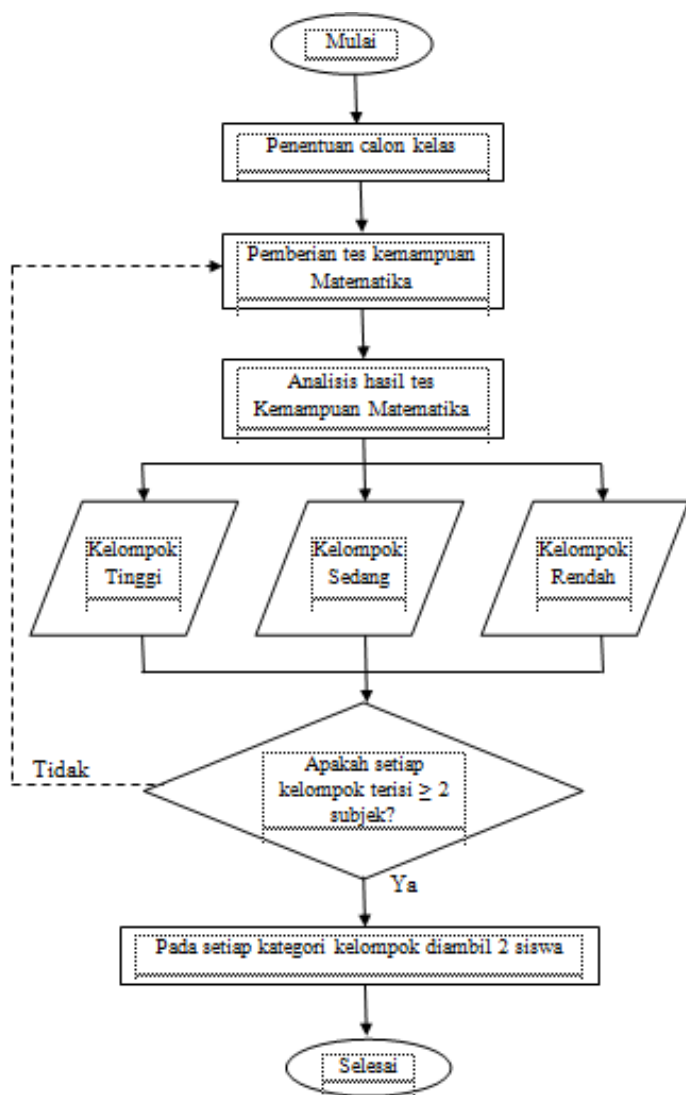 Mulai
Penentuan calon kelas
Pemberian tes kemampuan
Matematika
Analisis hasil tes
Kemampuan Matematika
Kelompok
Tinggi
Kelompok
Sedang
Kelompok
Rendah
Tidak
Apakah setiap
kelompok terisi ≥ 2
subjek?
Ya
Pada setiap kategori kelompok diambil 2 siswa
Selesai